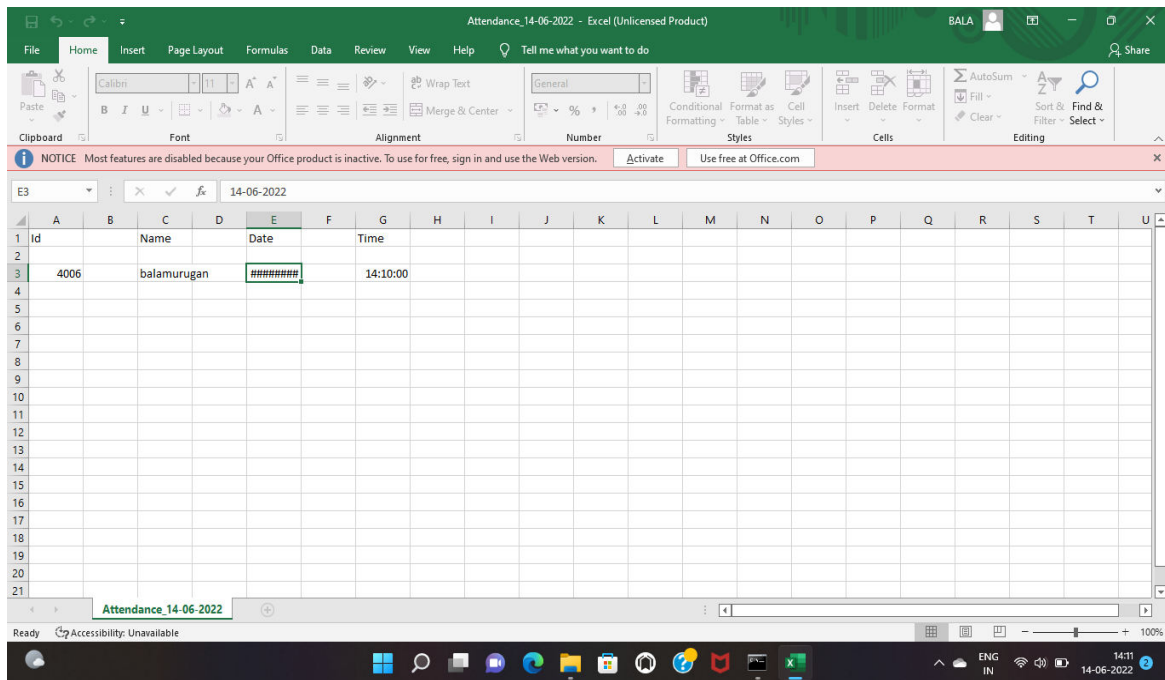 Attendance_14-06-2022 - Excel (Unlicensed Product) BALA
File Home Insert Page Layout Formulas Data Review View Help Tell me what you want to do Share
Paste Calibri 11 A A Wrap Text General Conditional Formatting Format as Table Cell Styles Insert Delete Format AutoSum Fill Clear Sort & Filter Find & Select
B I U A Merge & Center % , .00
Clipboard Font Alignment Number Styles Cells Editing
NOTICE Most features are disabled because your Office product is inactive. To use for free, sign in and use the Web version. Activate Use free at Office.com
E3 fx 14-06-2022
A B C D E F G H I J K L M N O P Q R S T U
1 Id Name Date Time
2
3 4006 balamurugan ######## 14:10:00
4
5
6
7
8
9
10
11
12
13
14
15
16
17
18
19
20
21
Attendance_14-06-2022
Ready Accessibility: Unavailable 100%
ENG 14:11
IN 14-06-2022 2